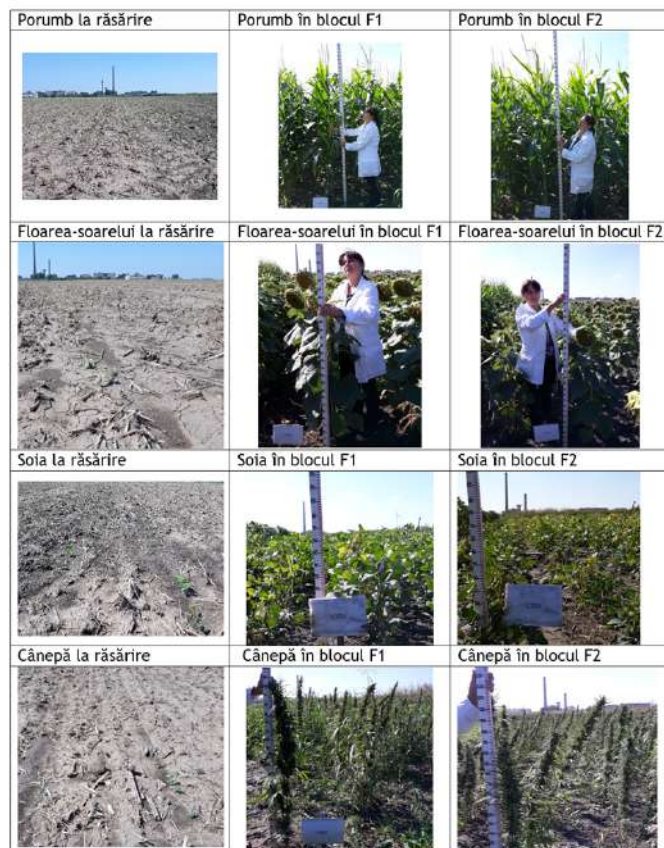 Porumb la răsărire
Porumb în blocul F1
Porumb în blocul F2
Floarea-soarelui la răsărire
Floarea-soarelui în blocul F1
Floarea-soarelui în blocul F2
Soia la răsărire
Soia în blocul F1
Soia în blocul F2
Cânepă la răsărire
Cânepă în blocul F1
Cânepă în blocul F2